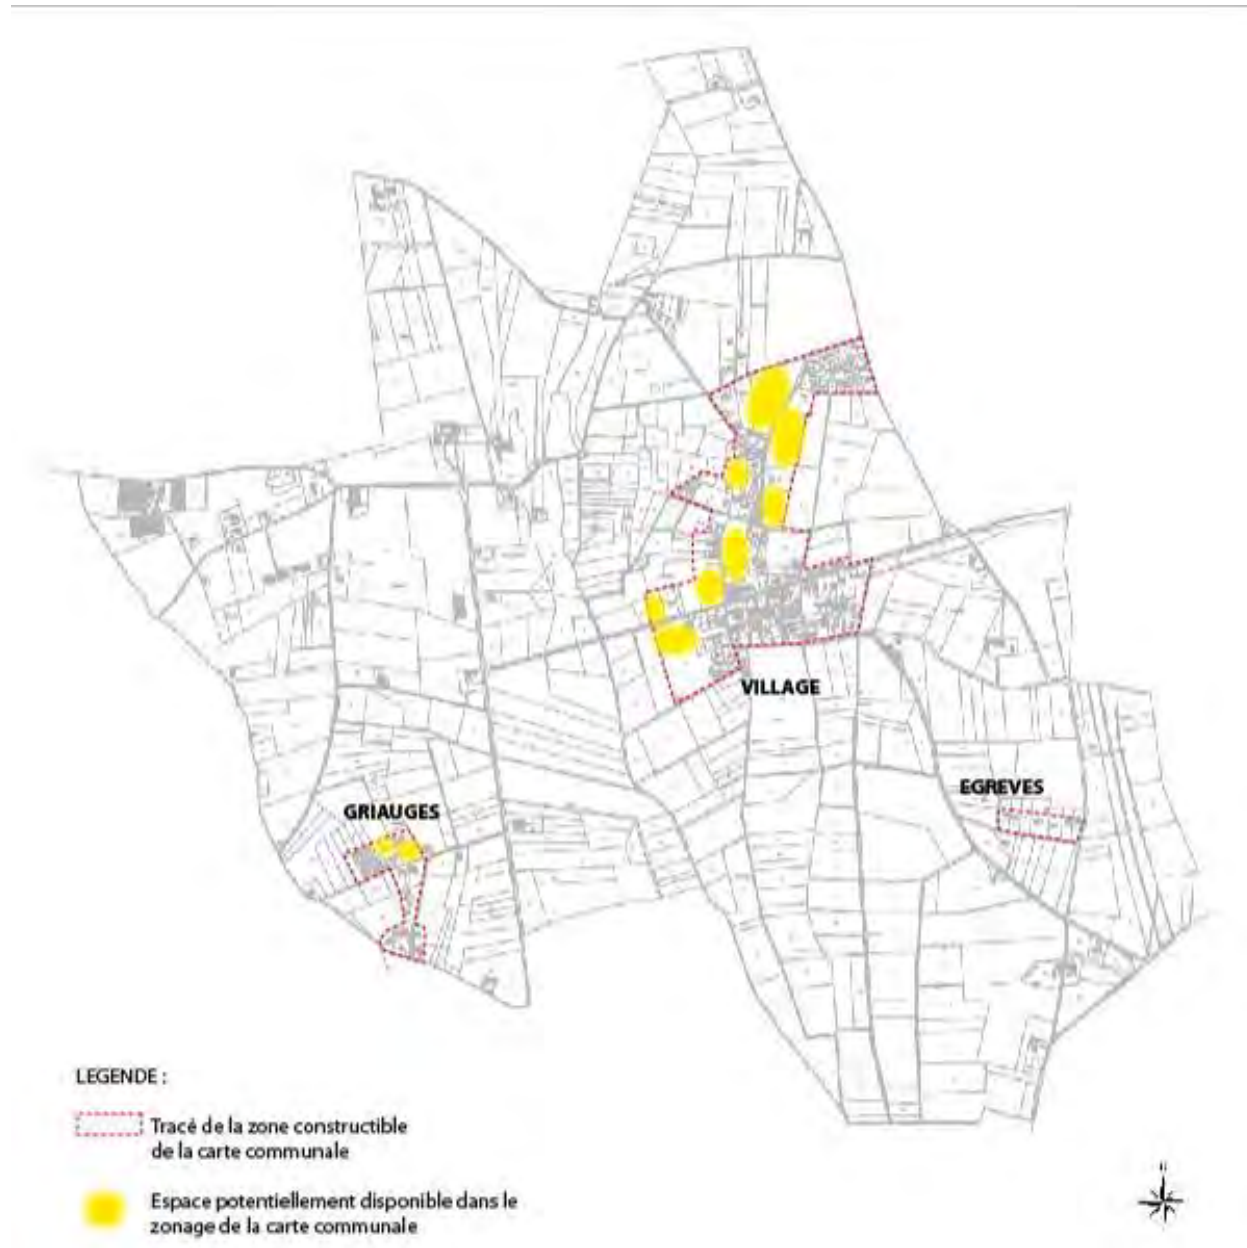 VILLAGE
EGREVES
GRIAUGES
LEGENDE :
Tracé de la zone constructible
de la carte communale
Espace potentiellement disponible dans le
zonage de la carte communale